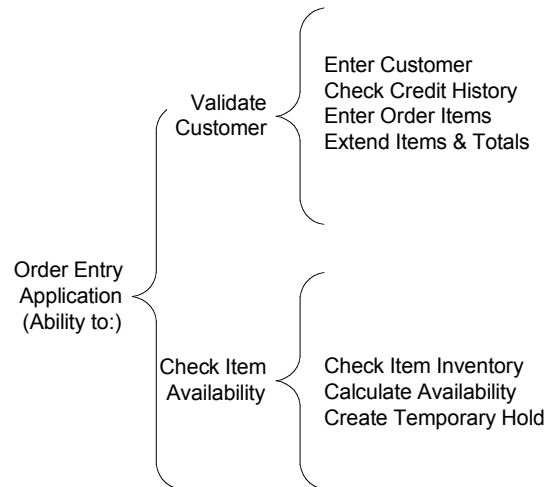 Order Entry
Application
(Ability to:)
Validate
Customer
Enter Customer
Check Credit History
Enter Order Items
Extend Items & Totals
Check Item
Availability
Check Item Inventory
Calculate Availability
Create Temporary Hold